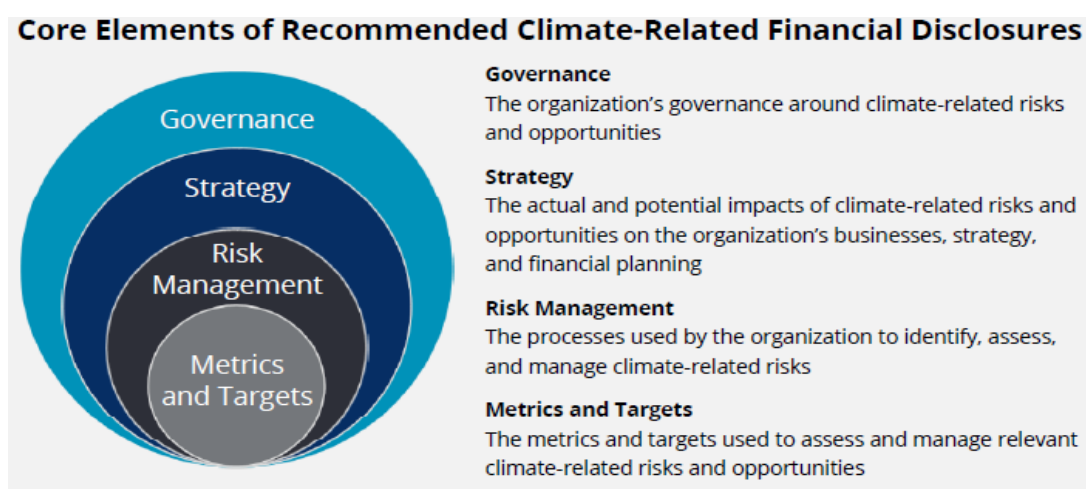 Core Elements of Recommended Climate-Related Financial Disclosures
Governance
Strategy
Risk
Management
Metrics
and Targets
Governance
The organization’s governance around climate-related risks
and opportunities
Strategy
The actual and potential impacts of climate-related risks and
opportunities on the organization’s businesses, strategy,
and financial planning
Risk Management
The processes used by the organization to identify, assess,
and manage climate-related risks
Metrics and Targets
The metrics and targets used to assess and manage relevant
climate-related risks and opportunities